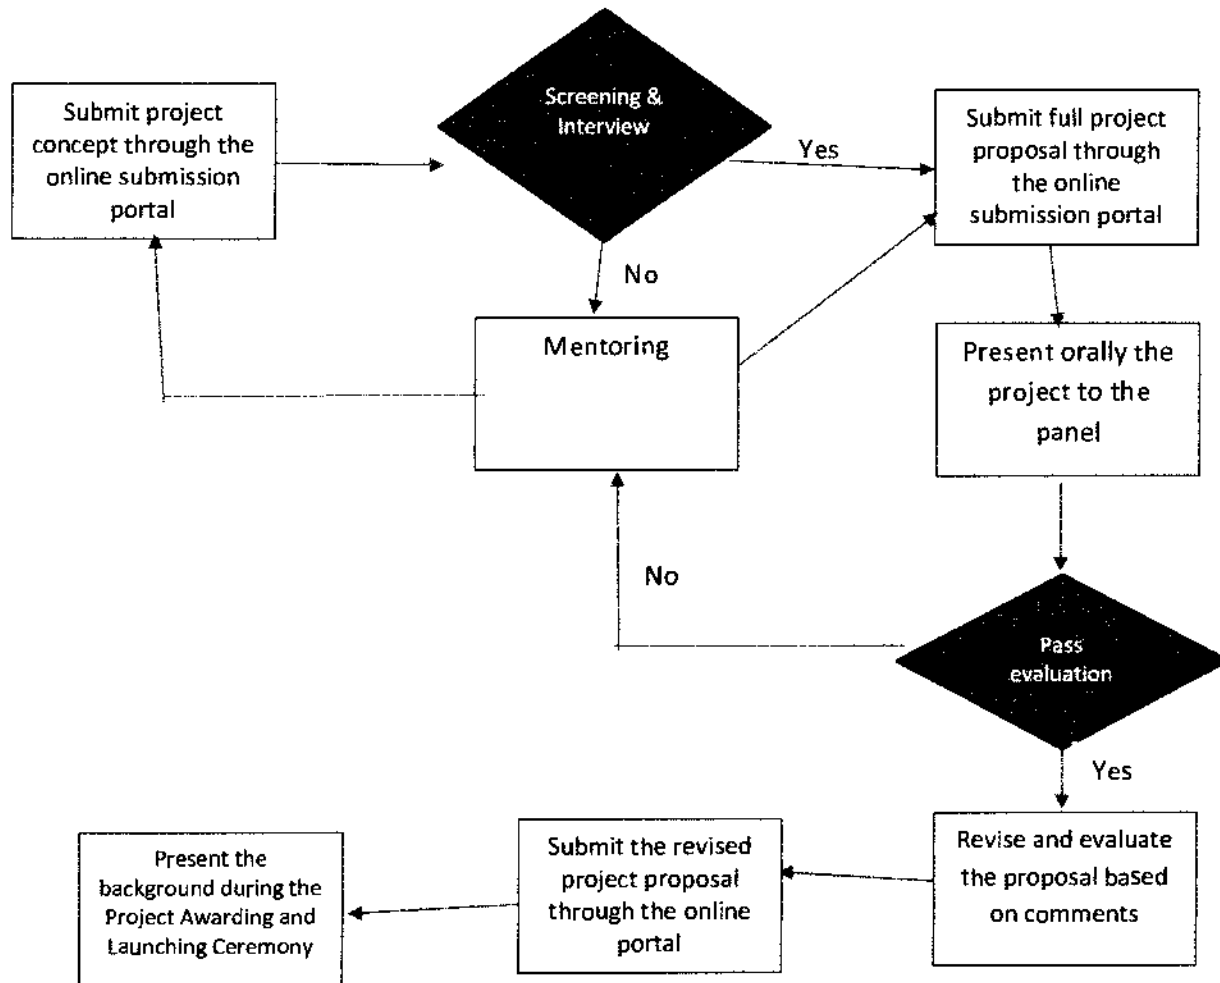 Submit project
concept through the
online submission
portal
Screening &
Interview
Yes
Submit full project
proposal through
the online
submission portal
No
Mentoring
Present orally the
project to the
panel
No
Pass
evaluation
Yes
Revise and evaluate
the proposal based
on comments
Submit the revised
project proposal
through the online
portal
Present the
background during the
Project Awarding and
Launching Ceremony